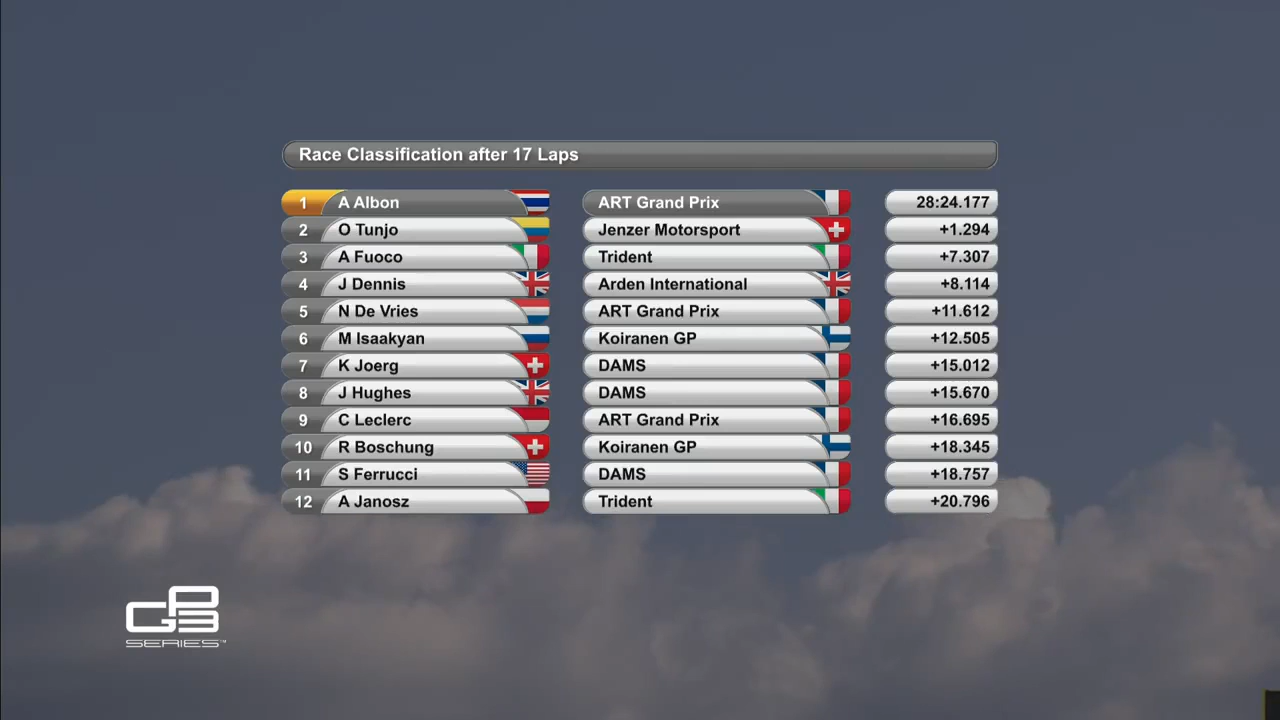 Race Classification after 17 Laps
1 A Albon ART Grand Prix 28:24.177
2 O Tunjo Jenzer Motorsport +1.294
3 A Fuoco Trident +7.307
4 J Dennis Arden International +8.114
5 N De Vries ART Grand Prix +11.612
6 M Isaakyan Koiranen GP +12.505
7 K Joerg DAMS +15.012
8 J Hughes DAMS +15.670
9 C Leclerc ART Grand Prix +16.695
10 R Boschung Koiranen GP +18.345
11 S Ferrucci DAMS +18.757
12 A Janosz Trident +20.796
GP3
SERIES™